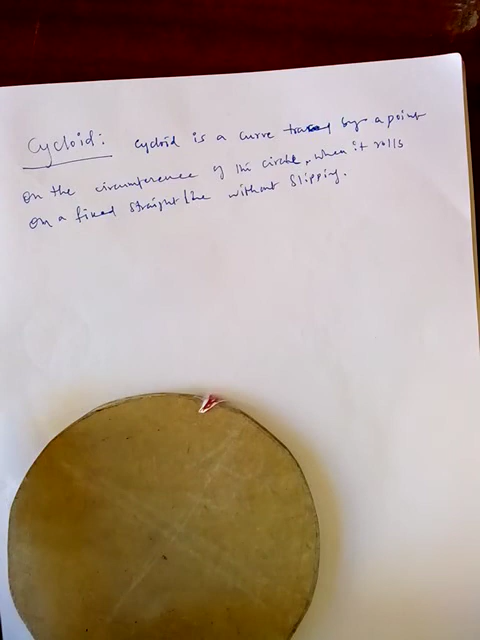 Cycloid: Cycloid is a curve traced by a point
on the circumference of the circle, when it rolls
on a fixed straight line without slipping.